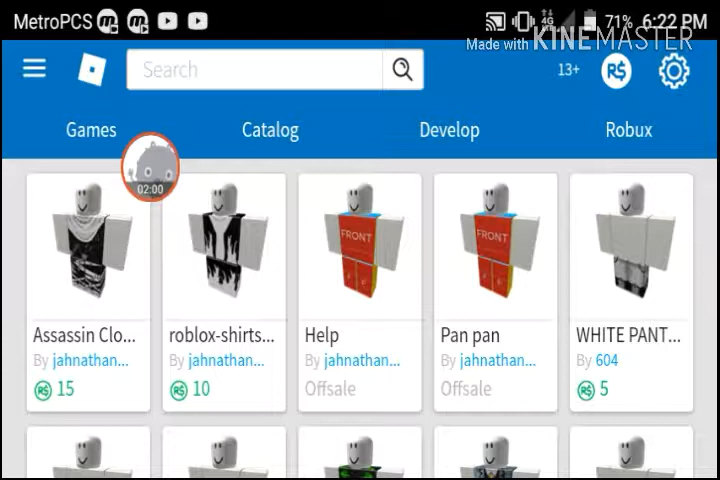 MetroPCS 4G 71% 6:22 PM
Made with KINEMASTER
Search 13+ R$
Games Catalog Develop Robux
02:00
FRONT FRONT
Assassin Clo... roblox-shirts... Help Pan pan WHITE PANT...
By jahnathan... By jahnathan... By jahnathan... By jahnathan... By 604
R$ 15 R$ 10 Offsale Offsale R$ 5